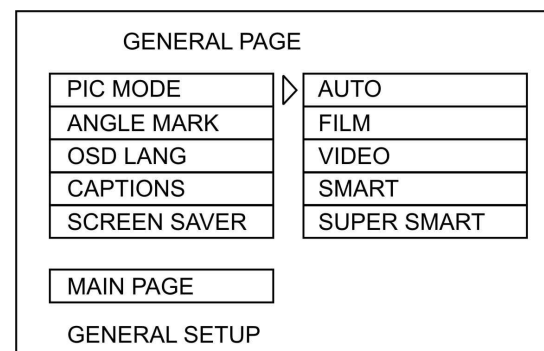 GENERAL PAGE
PIC MODE AUTO
ANGLE MARK FILM
OSD LANG VIDEO
CAPTIONS SMART
SCREEN SAVER SUPER SMART
MAIN PAGE
GENERAL SETUP